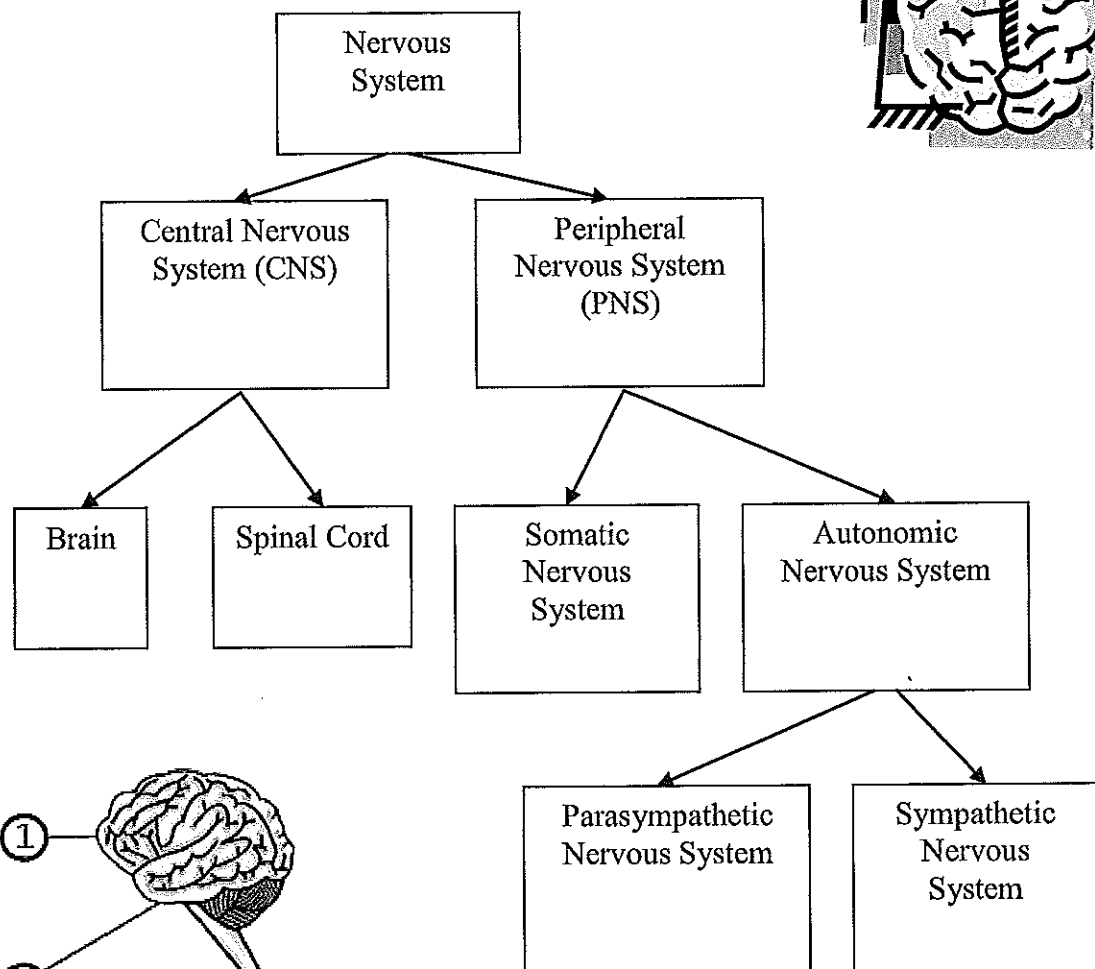 Nervous
System
Central Nervous
System (CNS)
Peripheral
Nervous System
(PNS)
Brain
Spinal Cord
Somatic
Nervous
System
Autonomic
Nervous System
Parasympathetic
Nervous System
Sympathetic
Nervous
System
1